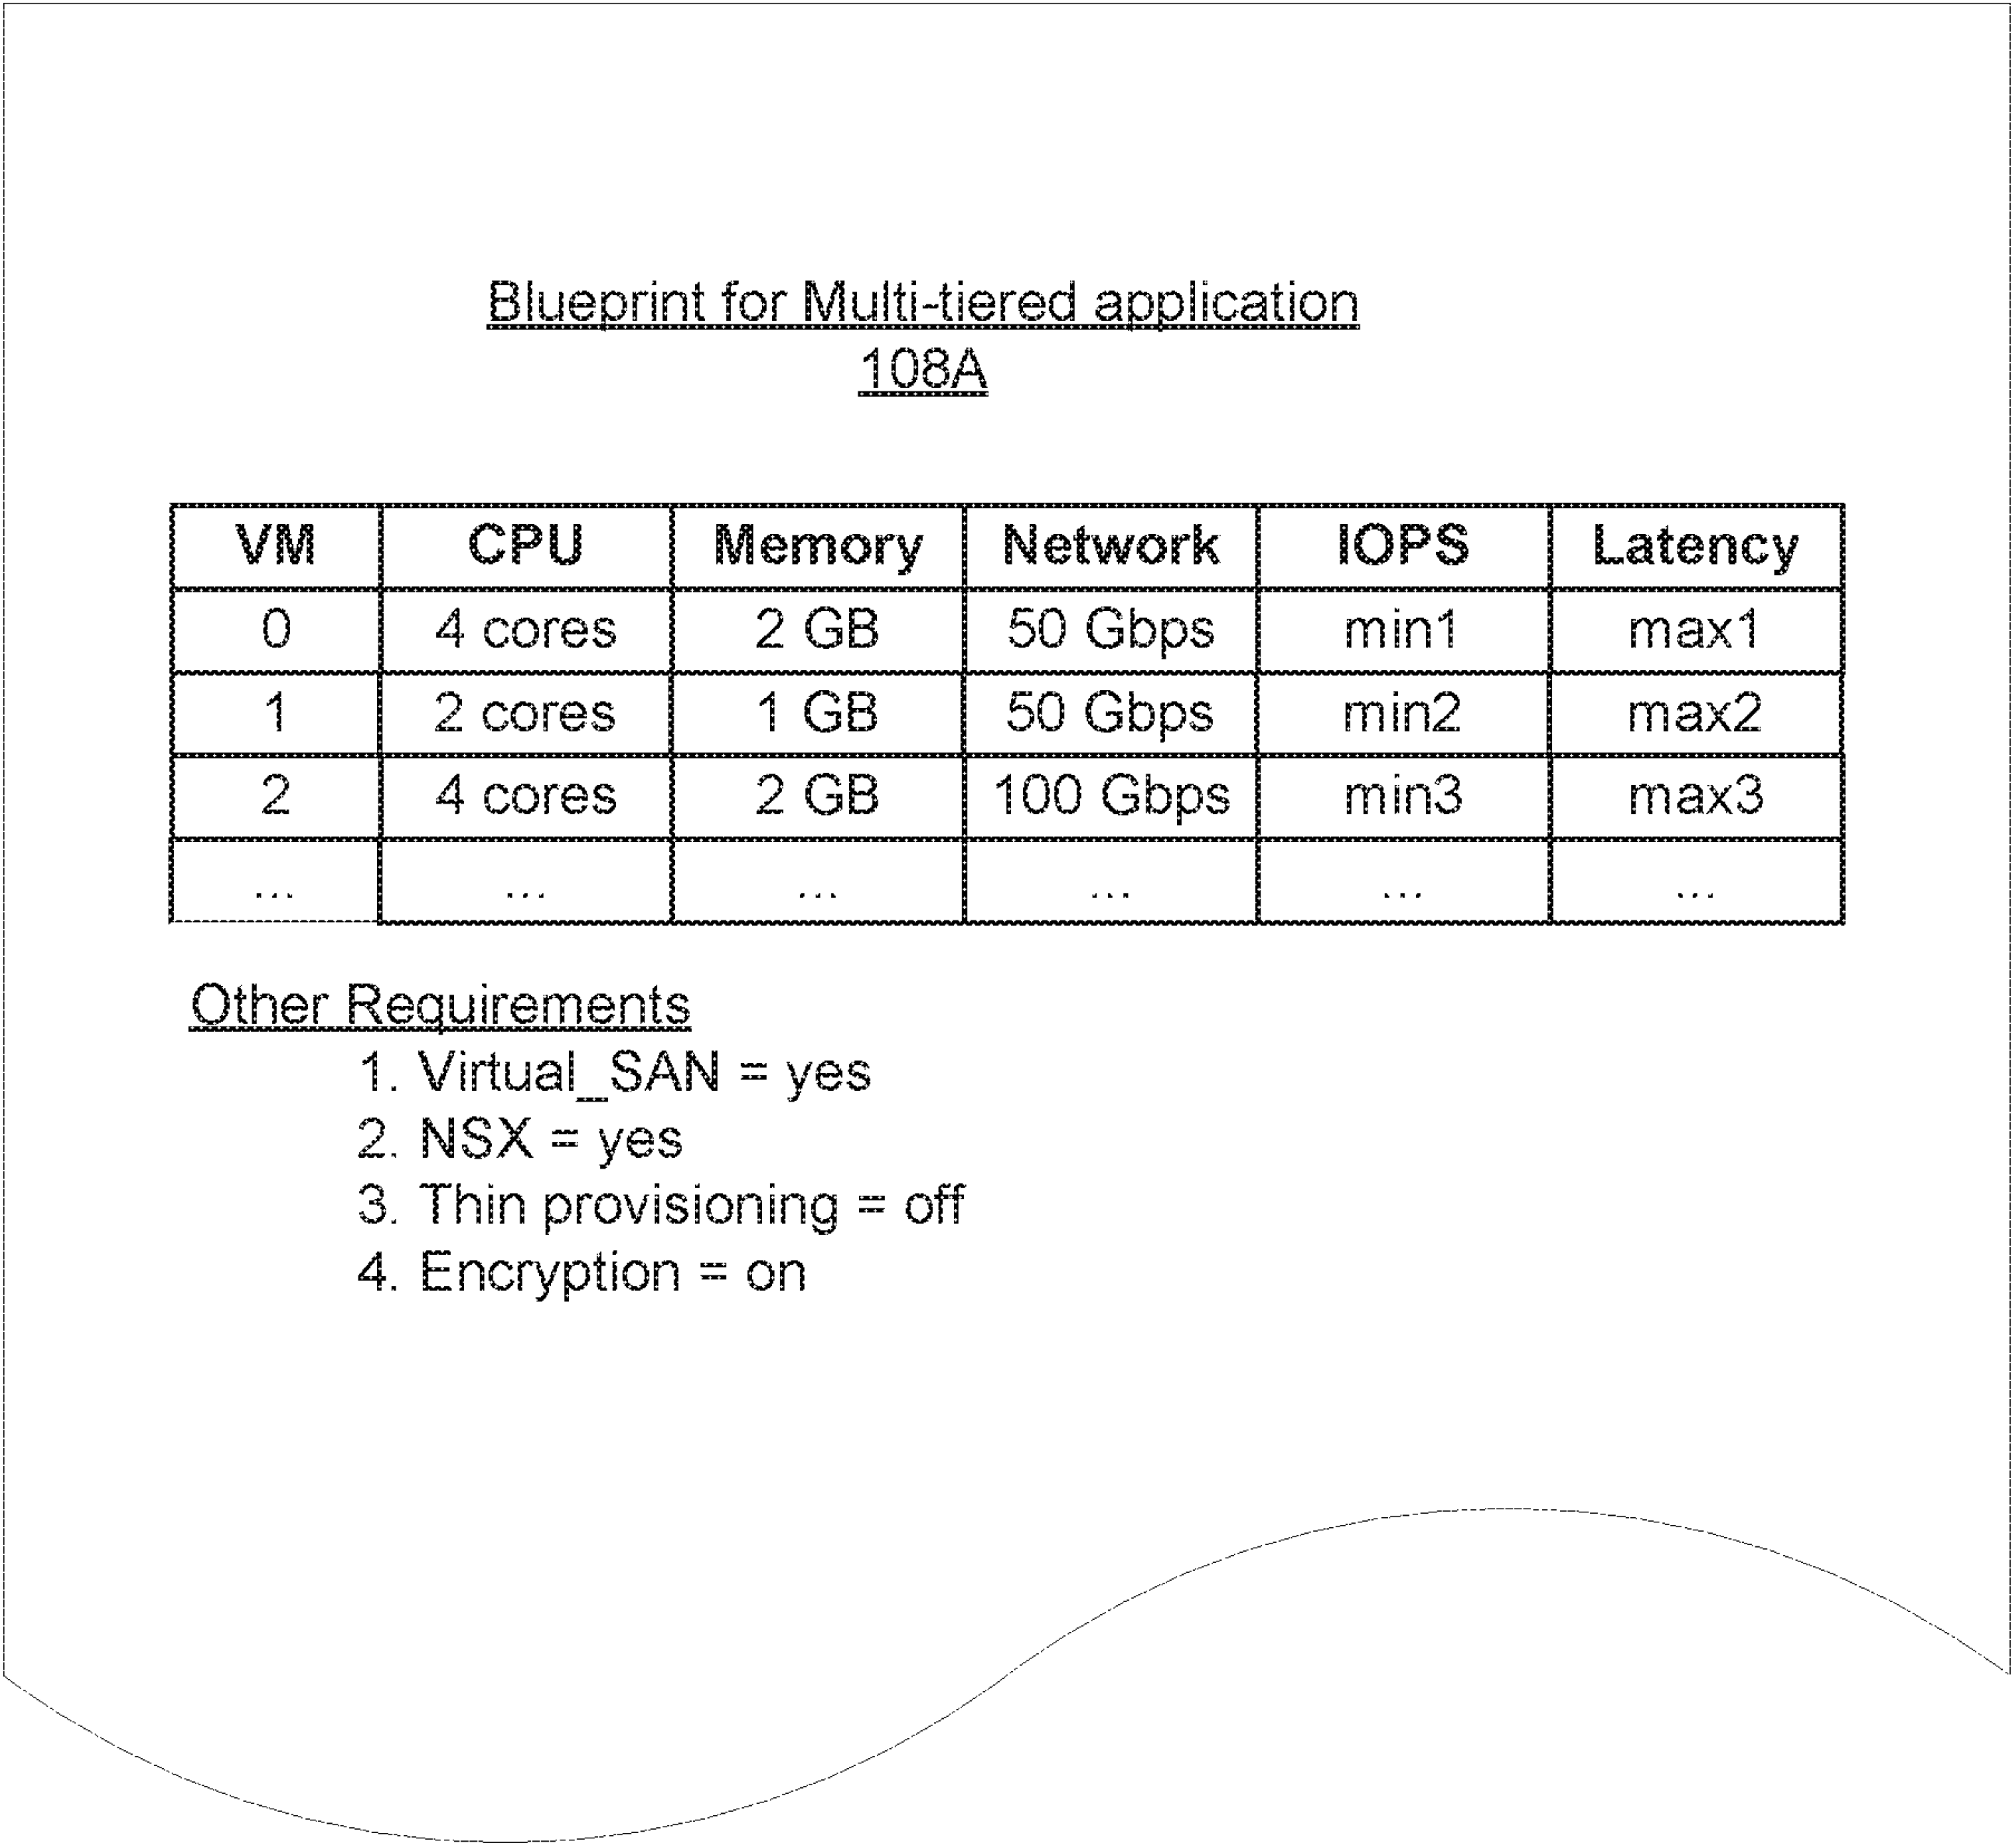 Blueprint for Multi-tiered application
108A
VM CPU Memory Network IOPS Latency
0 4 cores 2 GB 50 Gbps min1 max1
1 2 cores 1 GB 50 Gbps min2 max2
2 4 cores 2 GB 100 Gbps min3 max3
... ... ... ... ... ...
Other Requirements
1. Virtual_SAN = yes
2. NSX = yes
3. Thin provisioning = off
4. Encryption = on